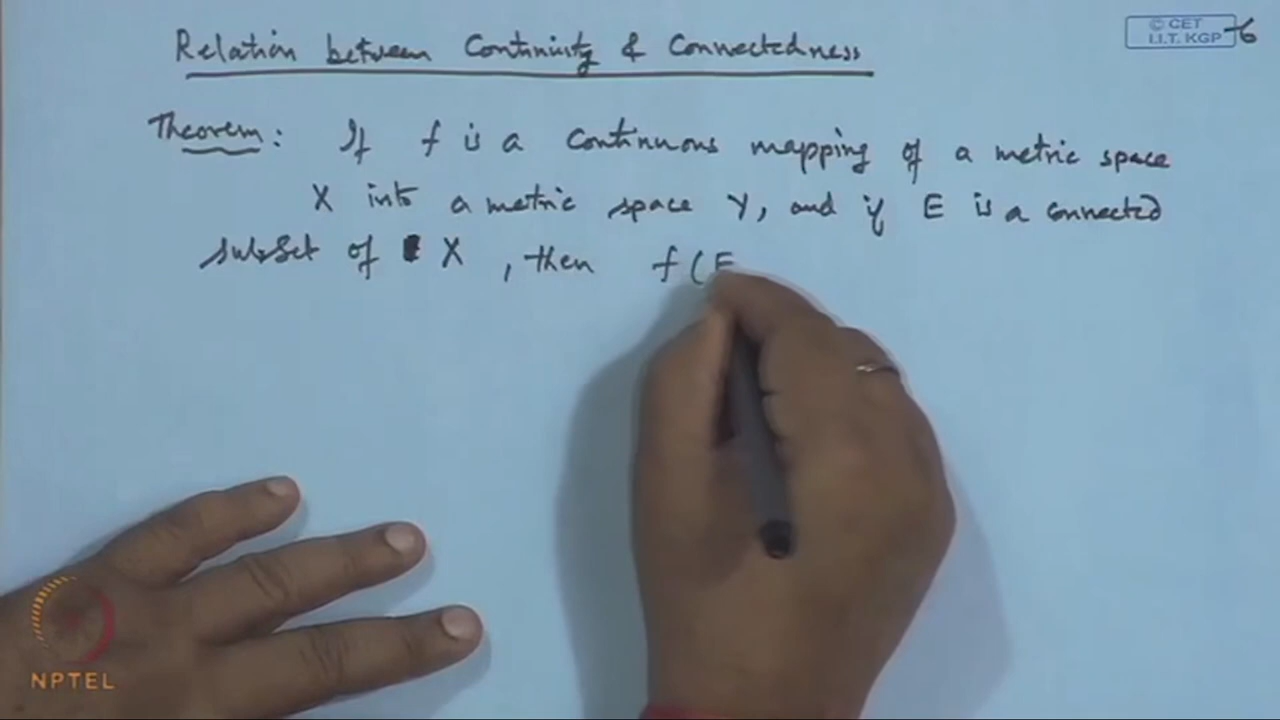 © CET
I.I.T. KGP
6
Relation between Continuity & Connectedness
Theorem: If f is a continuous mapping of a metric space
X into a metric space Y, and if E is a connected
subset of X, then f(E
NPTEL